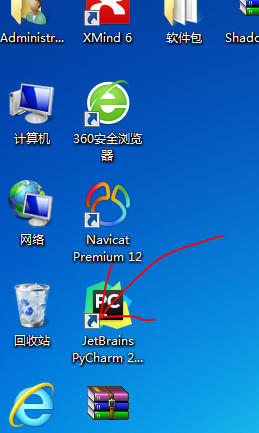 Administr...
XMind 6
软件包
Shado
计算机
360安全浏览
器
网络
Navicat
Premium 12
PC
回收站
JetBrains
PyCharm 2...